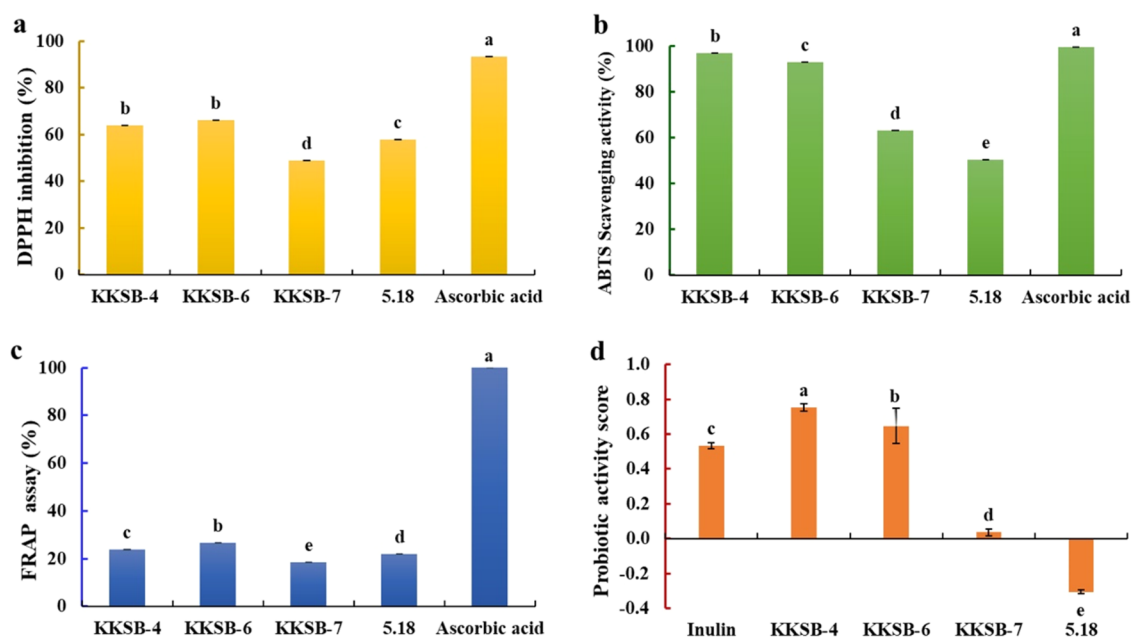 a
DPPH inhibition (%)
100
80
60
40
20
0
b
b
d
c
a
KKSB-4 KKSB-6 KKSB-7 5.18 Ascorbic acid
b
ABTS Scavenging activity (%)
100
80
60
40
20
0
b
c
d
e
a
KKSB-4 KKSB-6 KKSB-7 5.18 Ascorbic acid
c
FRAP assay (%)
100
80
60
40
20
0
c
b
e
d
a
KKSB-4 KKSB-6 KKSB-7 5.18 Ascorbic acid
d
Probiotic activity score
1.0
0.8
0.6
0.4
0.2
0.0
-0.2
-0.4
c
a
b
d
e
Inulin KKSB-4 KKSB-6 KKSB-7 5.18